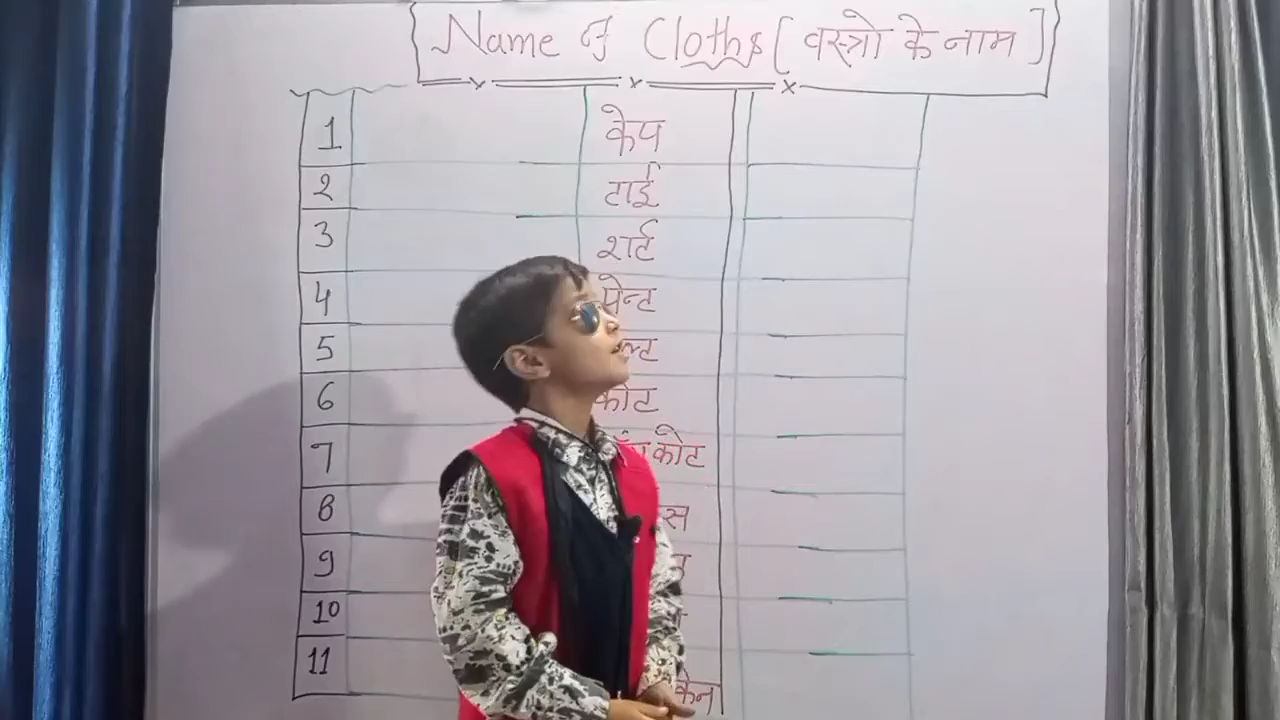 Name of Cloths [ वस्त्रो के नाम ]
1 केप
2 टाई
3 शर्ट
4 पेन्ट
5
6 कोट
7 कोट
8
9
10
11